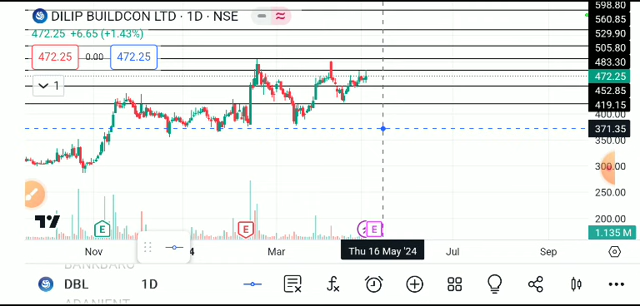 DILIP BUILDCON LTD · 1D · NSE
472.25 +6.65 (+1.43%)
472.25 0.00 472.25
1
598.80
560.85
529.90
505.80
483.30
472.25
452.85
419.15
400.00
371.35
350.00
300.00
250.00
200.00
1.135 M
E E E
Nov 4 Mar Thu 16 May '24 Jul Sep
BANKBARO
DBL 1D
ADANIENT